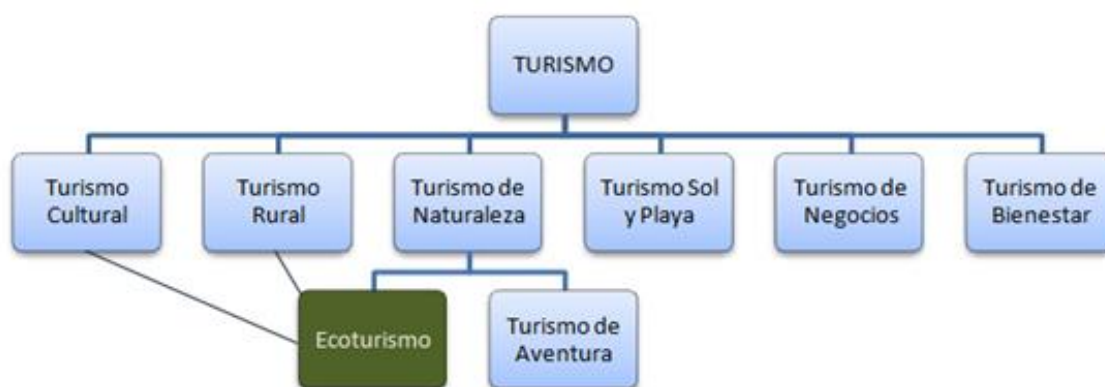 TURISMO
Turismo
Cultural
Turismo
Rural
Turismo de
Naturaleza
Turismo Sol
y Playa
Turismo de
Negocios
Turismo de
Bienestar
Ecoturismo
Turismo de
Aventura